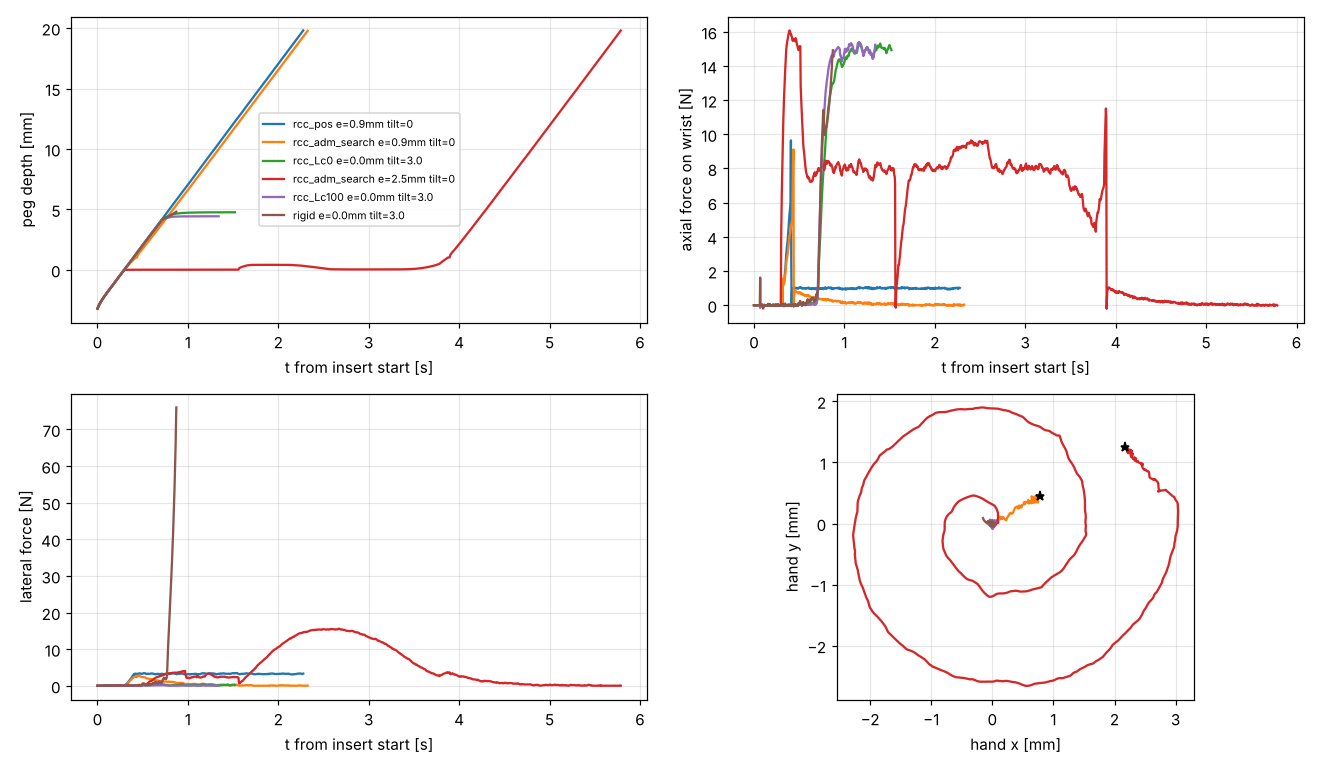 20
15
10
5
0
peg depth [mm]
0 1 2 3 4 5 6
t from insert start [s]
rcc_pos e=0.9mm tilt=0
rcc_adm_search e=0.9mm tilt=0
rcc_Lc0 e=0.0mm tilt=3.0
rcc_adm_search e=2.5mm tilt=0
rcc_Lc100 e=0.0mm tilt=3.0
rigid e=0.0mm tilt=3.0
16
14
12
10
8
6
4
2
0
axial force on wrist [N]
0 1 2 3 4 5 6
t from insert start [s]
70
60
50
40
30
20
10
0
lateral force [N]
0 1 2 3 4 5 6
t from insert start [s]
2
1
0
−1
−2
hand y [mm]
−2 −1 0 1 2 3
hand x [mm]